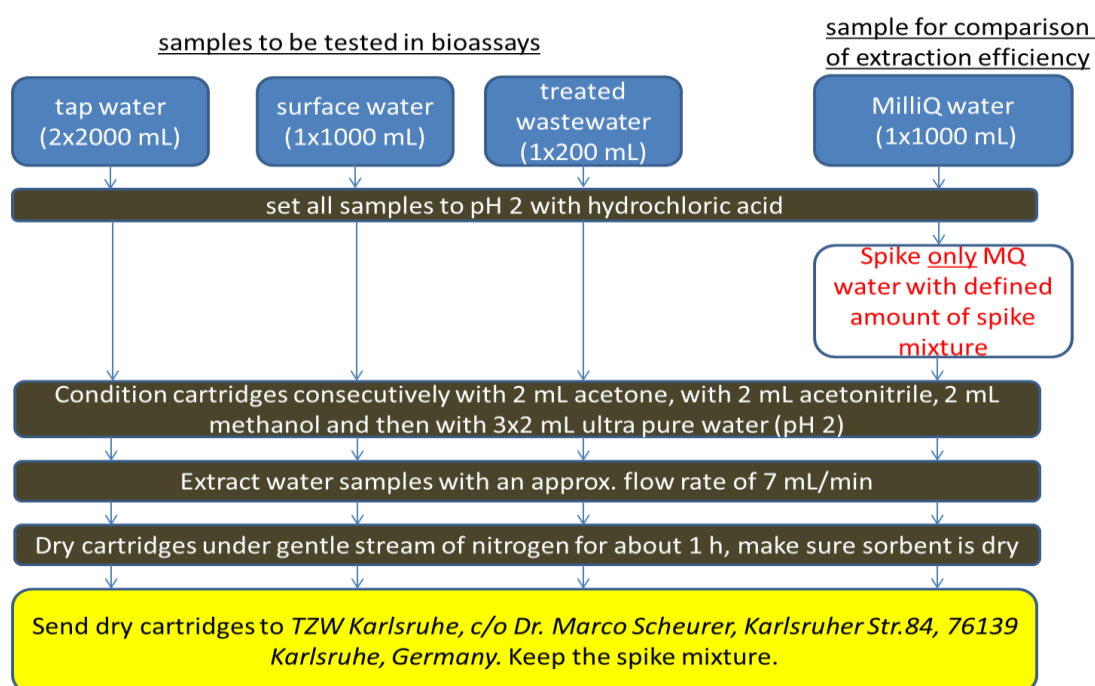 samples to be tested in bioassays
sample for comparison
of extraction efficiency
tap water
(2x2000 mL)
surface water
(1x1000 mL)
treated
wastewater
(1x200 mL)
MilliQ water
(1x1000 mL)
set all samples to pH 2 with hydrochloric acid
Spike only MQ
water with defined
amount of spike
mixture
Condition cartridges consecutively with 2 mL acetone, with 2 mL acetonitrile, 2 mL
methanol and then with 3x2 mL ultra pure water (pH 2)
Extract water samples with an approx. flow rate of 7 mL/min
Dry cartridges under gentle stream of nitrogen for about 1 h, make sure sorbent is dry
Send dry cartridges to TZW Karlsruhe, c/o Dr. Marco Scheurer, Karlsruher Str.84, 76139
Karlsruhe, Germany. Keep the spike mixture.